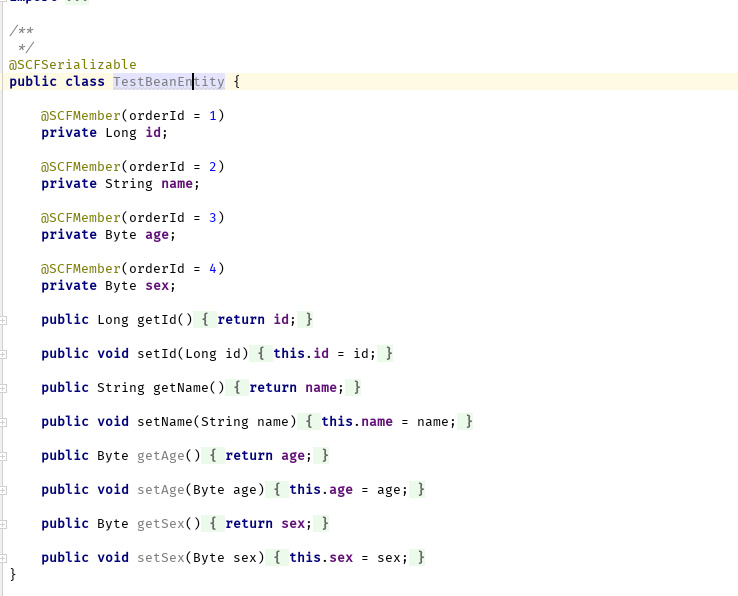 import ...
/**
 */
@SCFSerializable
public class TestBeanEntity {
@SCFMember(orderId = 1)
private Long id;
@SCFMember(orderId = 2)
private String name;
@SCFMember(orderId = 3)
private Byte age;
@SCFMember(orderId = 4)
private Byte sex;
public Long getId() { return id; }
public void setId(Long id) { this.id = id; }
public String getName() { return name; }
public void setName(String name) { this.name = name; }
public Byte getAge() { return age; }
public void setAge(Byte age) { this.age = age; }
public Byte getSex() { return sex; }
public void setSex(Byte sex) { this.sex = sex; }
}